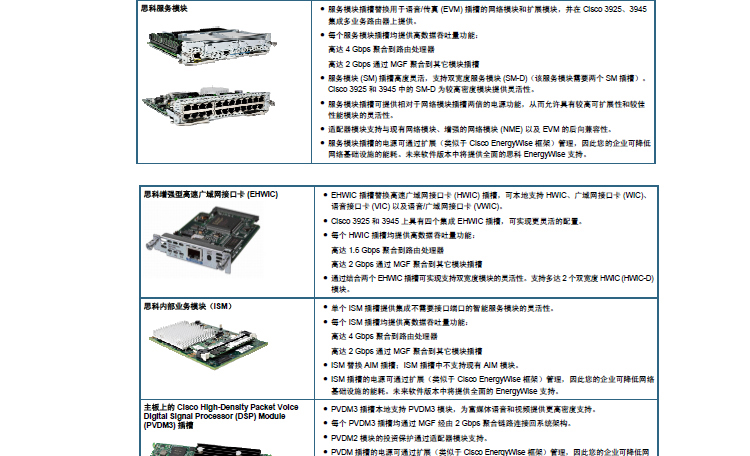 思科服务模块
● 服务模块插槽替换用于语音/传真 (EVM) 插槽的网络模块和扩展模块，并在 Cisco 3925、3945
集成多业务路由器上提供。
● 每个服务模块插槽均提供高数据吞吐量功能：
高达 4 Gbps 聚合到路由处理器
高达 2 Gbps 通过 MGF 聚合到其它模块插槽
● 服务模块 (SM) 插槽高度灵活，支持双宽度服务模块 (SM-D)（该服务模块需要两个 SM 插槽）。
Cisco 3925 和 3945 中的 SM-D 为较高密度模块提供灵活性。
● 服务模块插槽可提供相对于网络模块插槽两倍的电源功能，从而允许具有较高可扩展性和较佳
性能模块的灵活性。
● 适配器模块支持与现有网络模块、增强的网络模块 (NME) 以及 EVM 的后向兼容性。
● 服务模块插槽的电源可通过扩展（类似于 Cisco EnergyWise 框架）管理，因此您的企业可降低
网络基础设施的能耗。未来软件版本中将提供全面的思科 EnergyWise 支持。
思科增强型高速广域网接口卡 (EHWIC)
● EHWIC 插槽替换高速广域网接口卡 (HWIC) 插槽，可本地支持 HWIC、广域网接口卡 (WIC)、
语音接口卡 (VIC) 以及语音/广域网接口卡 (VWIC)。
● Cisco 3925 和 3945 上具有四个集成 EHWIC 插槽，可实现更灵活的配置。
● 每个 HWIC 插槽均提供高数据吞吐量功能：
高达 1.6 Gbps 聚合到路由处理器
高达 2 Gbps 通过 MGF 聚合到其它模块插槽
● 通过结合两个 EHWIC 插槽可实现支持双宽度模块的灵活性。支持多达 2 个双宽度 HWIC (HWIC-D)
模块。
思科内部业务模块（ISM）
● 单个 ISM 插槽提供集成不需要接口端口的智能服务模块的灵活性。
● 每个 ISM 插槽均提供高数据吞吐量功能：
高达 4 Gbps 聚合到路由处理器
高达 2 Gbps 通过 MGF 聚合到其它模块插槽
● ISM 替换 AIM 插槽；ISM 插槽中不支持现有 AIM 模块。
● ISM 插槽的电源可通过扩展（类似于 Cisco EnergyWise 框架）管理，因此您的企业可降低网络
基础设施的能耗。未来软件版本中将提供全面的 EnergyWise 支持。
主板上的 Cisco High-Density Packet Voice
Digital Signal Processor (DSP) Module
(PVDM3) 插槽
● PVDM3 插槽本地支持 PVDM3 模块，为富媒体语音和视频提供更高密度支持。
● 每个 PVDM3 插槽均通过 MGF 经由 2 Gbps 聚合链路连接回系统架构。
● PVDM2 模块的投资保护通过适配器模块支持。
● PVDM 插槽的电源可通过扩展（类似于 Cisco EnergyWise 框架）管理，因此您的企业可降低网